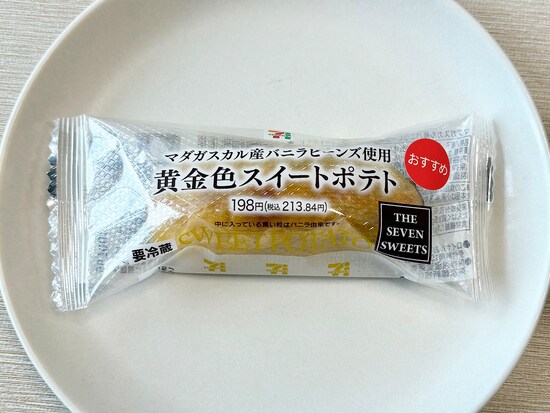 マダガスカル産バニラビーンズ使用
おすすめ
黄金色スイートポテト
198円(税込 213.84円)
中に入っている黒い粒はバニラ由来です。
SWEETPOTATO
要冷蔵
THE
SEVEN
SWEETS